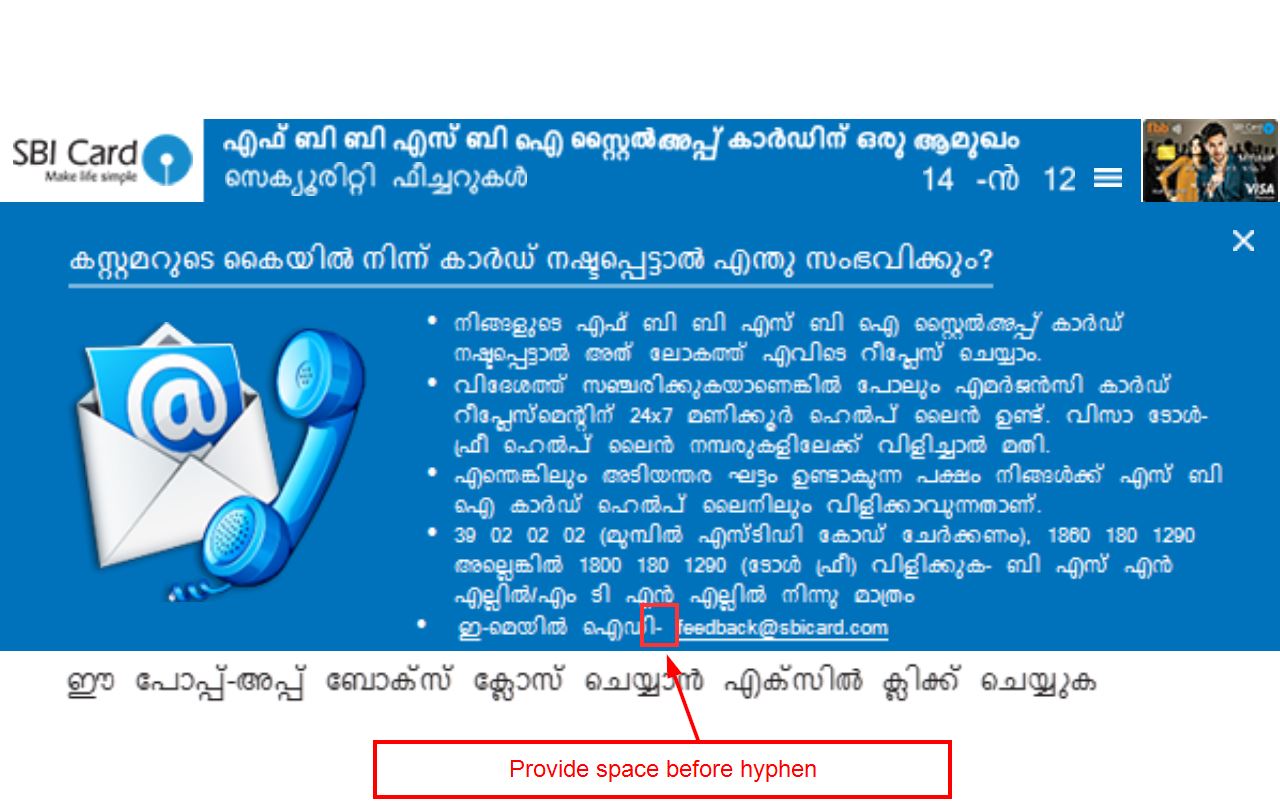 SBI Card
Make life simple
എഫ് ബി ബി എസ് ബി ഐ സ്റ്റൈൽഅപ്പ് കാർഡിന് ഒരു ആമുഖം
സെക്യൂരിറ്റി ഫീച്ചറുകൾ
14 -ൻ 12
fbb
SBI Card
VISA
കസ്റ്റമറുടെ കൈയിൽ നിന്ന് കാർഡ് നഷ്ടപ്പെട്ടാൽ എന്തു സംഭവിക്കും?
• നിങ്ങളുടെ എഫ് ബി ബി എസ് ബി ഐ സ്റ്റൈൽഅപ്പ് കാർഡ്
നഷ്ടപ്പെട്ടാൽ അത് ലോകത്ത് എവിടെ റീപ്ലേസ് ചെയ്യാം.
• വിദേശത്ത് സഞ്ചരിക്കുകയാണെങ്കിൽ പോലും എമർജൻസി കാർഡ്
റീപ്ലേസ്മെന്റിന് 24x7 മണിക്കൂർ ഹെൽപ് ലൈൻ ഉണ്ട്. വിസാ ടോൾ-
ഫ്രീ ഹെൽപ് ലൈൻ നമ്പരുകളിലേക്ക് വിളിച്ചാൽ മതി.
• എന്തെങ്കിലും അടിയന്തര ഘട്ടം ഉണ്ടാകുന്ന പക്ഷം നിങ്ങൾക്ക് എസ് ബി
ഐ കാർഡ് ഹെൽപ് ലൈനിലും വിളിക്കാവുന്നതാണ്.
• 39 02 02 02 (മുമ്പിൽ എസ്ടിഡി കോഡ് ചേർക്കണം), 1860 180 1290
അല്ലെങ്കിൽ 1800 180 1290 (ടോൾ ഫ്രീ) വിളിക്കുക- ബി എസ് എൻ
എല്ലിൽ/എം ടി എൻ എല്ലിൽ നിന്നു മാത്രം
• ഇ-മെയിൽ ഐഡി- feedback@sbicard.com
ഈ പോപ്പ്-അപ്പ് ബോക്സ് ക്ലോസ് ചെയ്യാൻ എക്സിൽ ക്ലിക്ക് ചെയ്യുക
Provide space before hyphen